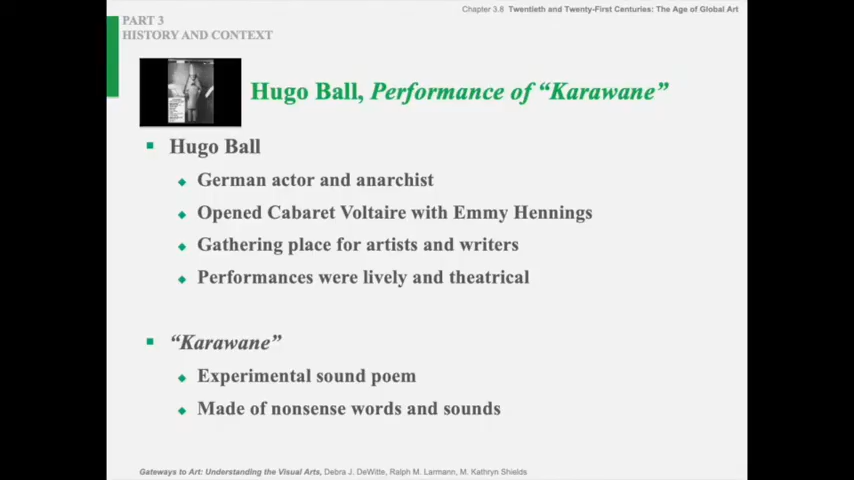 Chapter 3.8 Twentieth and Twenty-First Centuries: The Age of Global Art
PART 3
HISTORY AND CONTEXT
Hugo Ball, Performance of “Karawane”
Hugo Ball
German actor and anarchist
Opened Cabaret Voltaire with Emmy Hennings
Gathering place for artists and writers
Performances were lively and theatrical
“Karawane”
Experimental sound poem
Made of nonsense words and sounds
Gateways to Art: Understanding the Visual Arts, Debra J. DeWitte, Ralph M. Larmann, M. Kathryn Shields